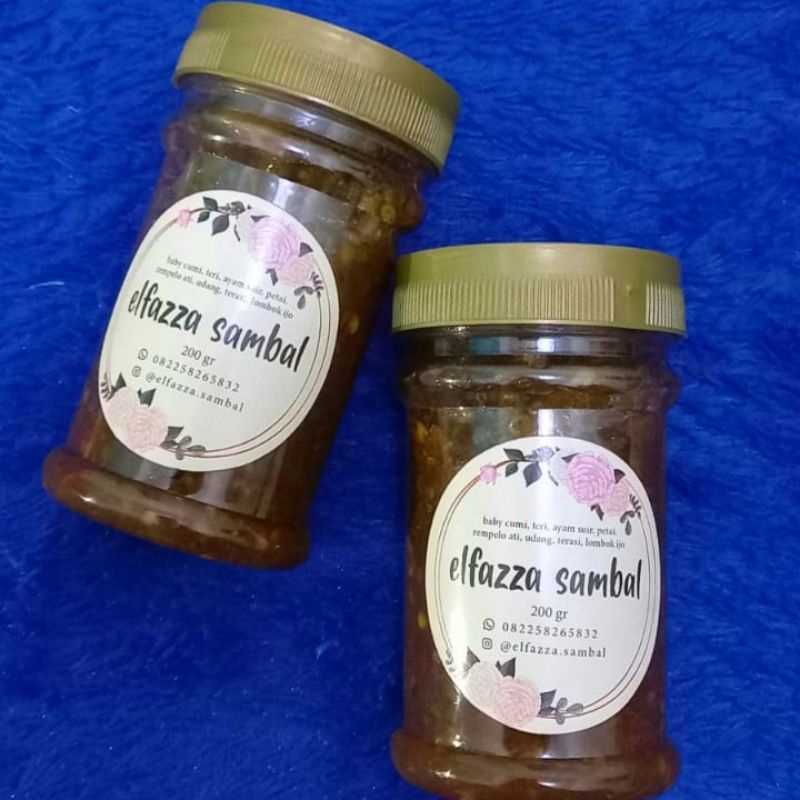 baby cumi, teri, ayam suir, petai,
rempelo ati, udang, terasi, lombok ijo
elfazza sambal
200 gr
082258265832
@elfazza.sambal
baby cumi, teri, ayam suir, petai,
rempelo ati, udang, terasi, lombok ijo
elfazza sambal
200 gr
082258265832
@elfazza.sambal